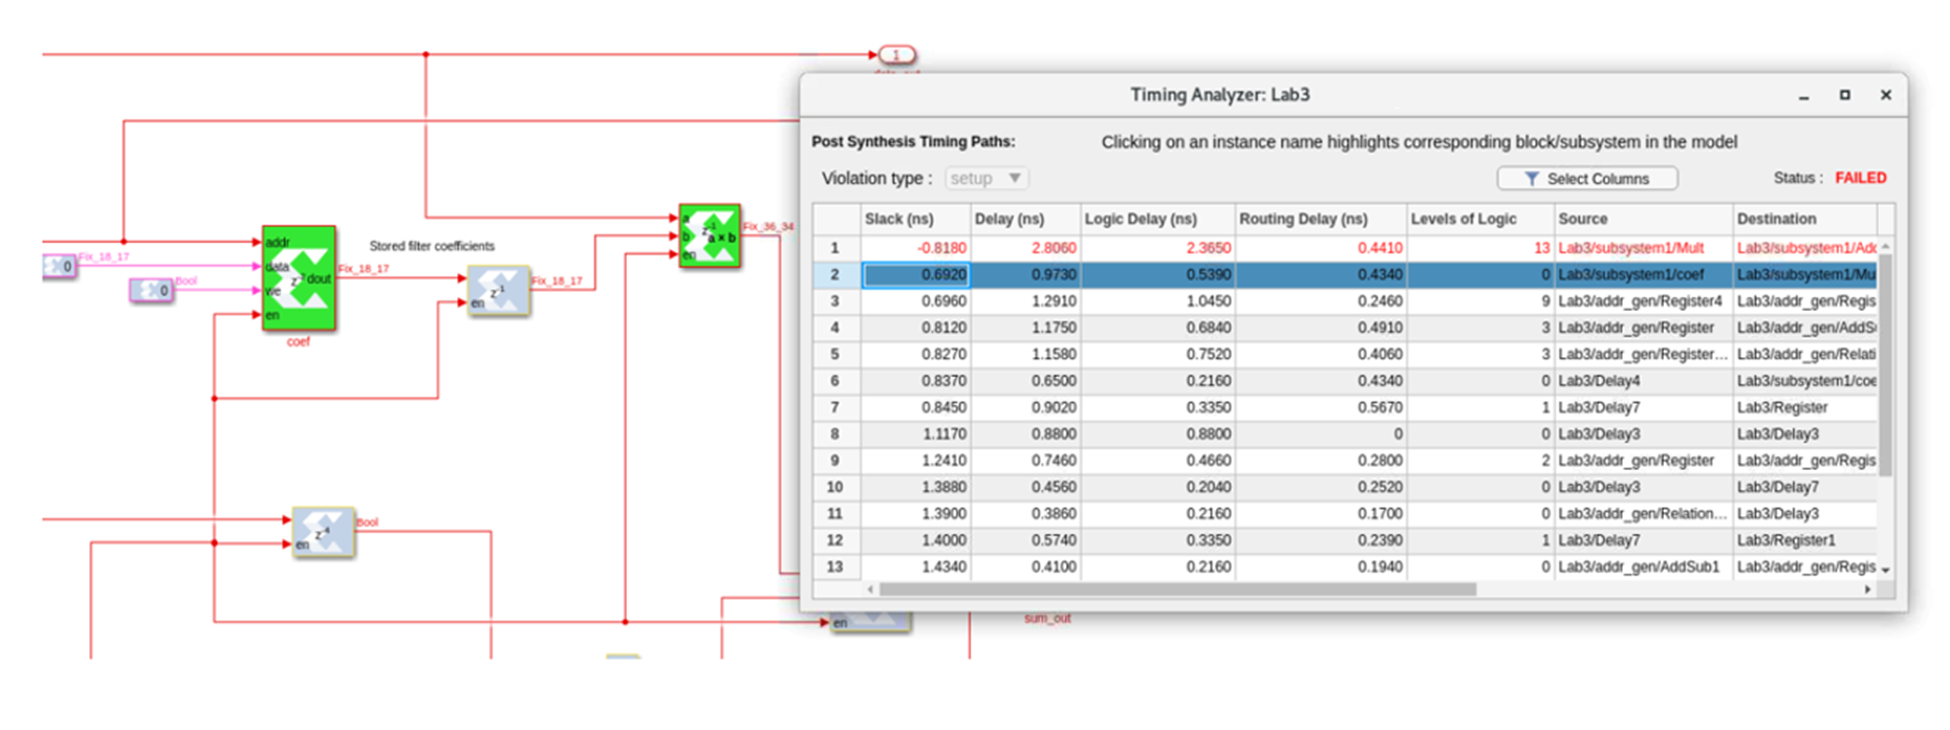 1
addr
data
we
en
dout
z
coef
Fix_18_17
0
Bool
0
Stored filter coefficients
Fix_18_17
z-1
en
Fix_18_17
a
b
en
a × b
Fix_36_34
z-4
en
Bool
en
sum_out
Timing Analyzer: Lab3
Post Synthesis Timing Paths: Clicking on an instance name highlights corresponding block/subsystem in the model
Violation type : setup Select Columns Status : FAILED
Slack (ns) Delay (ns) Logic Delay (ns) Routing Delay (ns) Levels of Logic Source Destination
1 -0.8180 2.8060 2.3650 0.4410 13 Lab3/subsystem1/Mult Lab3/subsystem1/Add
2 0.6920 0.9730 0.5390 0.4340 0 Lab3/subsystem1/coef Lab3/subsystem1/Mu
3 0.6960 1.2910 1.0450 0.2460 9 Lab3/addr_gen/Register4 Lab3/addr_gen/Regis
4 0.8120 1.1750 0.6840 0.4910 3 Lab3/addr_gen/Register Lab3/addr_gen/AddS
5 0.8270 1.1580 0.7520 0.4060 3 Lab3/addr_gen/Register... Lab3/addr_gen/Relati
6 0.8370 0.6500 0.2160 0.4340 0 Lab3/Delay4 Lab3/subsystem1/coe
7 0.8450 0.9020 0.3350 0.5670 1 Lab3/Delay7 Lab3/Register
8 1.1170 0.8800 0.8800 0 0 Lab3/Delay3 Lab3/Delay3
9 1.2410 0.7460 0.4660 0.2800 2 Lab3/addr_gen/Register Lab3/addr_gen/Regis
10 1.3880 0.4560 0.2040 0.2520 0 Lab3/Delay3 Lab3/Delay7
11 1.3900 0.3860 0.2160 0.1700 0 Lab3/addr_gen/Relation... Lab3/Delay3
12 1.4000 0.5740 0.3350 0.2390 1 Lab3/Delay7 Lab3/Register1
13 1.4340 0.4100 0.2160 0.1940 0 Lab3/addr_gen/AddSub1 Lab3/addr_gen/Regis